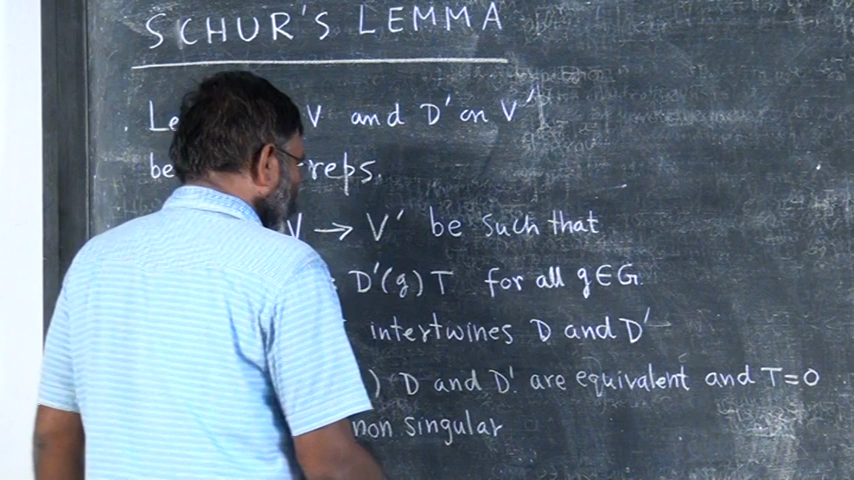 SCHUR'S LEMMA
Le V and D' on V'
be reps.
V → V' be such that
D'(g) T for all g∈G.
intertwines D and D'
) D and D' are equivalent and T=0
non singular